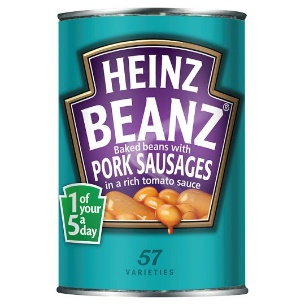 HEINZ
BEANZ®
Baked beans with
PORK SAUSAGES
in a rich tomato sauce
1 of
your
5 a
day
57
VARIETIES